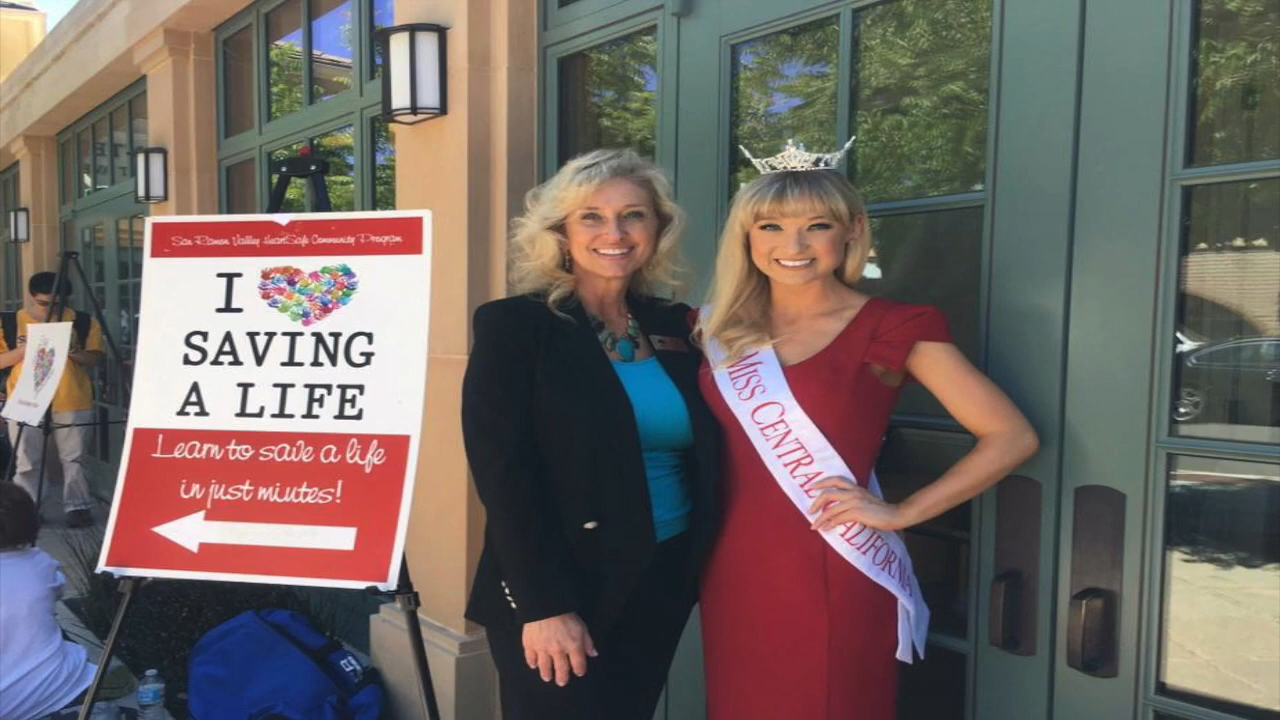 San Ramon Valley HeartSafe Community Program
I
SAVING
A LIFE
Learn to save a life
in just miutes!
MISS CENTRAL CALIFORNIA